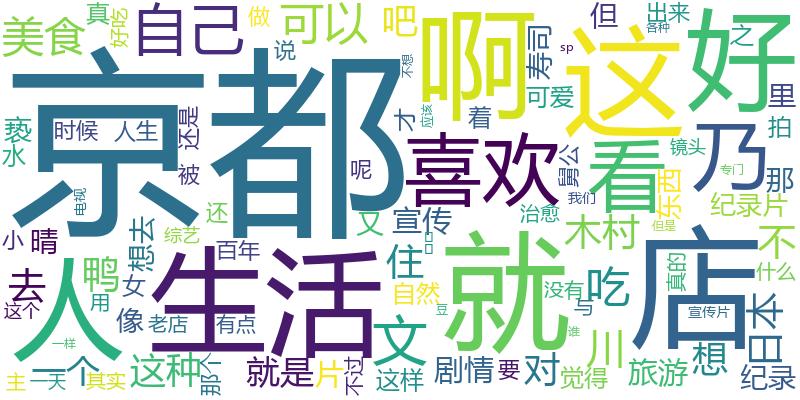 美食
真
好吃
自己
做
说
可以
吧
啊
寿司
sp
但
这
出来
各种
之
好
里
拍
京都
亵
水
时候
人生
还是
被
呢
不想
才
应该
着
可爱
喜欢
舅公
我们
看
镜头
东西
乃
专门
那
电视
小
晴
想去
还
综艺
百年
又
宣传
治愈
木村
但是
纪录片
不
真的
什么
去
鸭
女
这个
用
像
老店
有点
人
生活
住
品
自然
文
就
豆
没有
与
谁
吃
店
川
宣传片
日本
一样
一个
主
一天
其实
这种
那个
就是
片
不过
这样
剧情
要
对
觉得
旅游
想
纪录